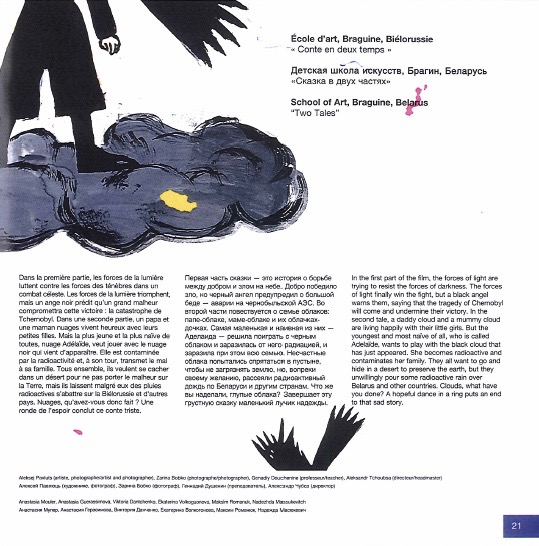 École d'art, Braguine, Biélorussie
« Conte en deux temps »
Детская школа искусств, Брагин, Беларусь
«Сказка в двух частях»
School of Art, Braguine, Belarus
"Two Tales"
Dans la première partie, les forces de la lumière
luttent contre les forces des ténèbres dans un
combat céleste. Les forces de la lumière triomphent,
mais un ange noir prédit qu'un grand malheur
compromettra cette victoire : la catastrophe de
Tchernobyl. Dans une seconde partie, un papa et
une maman nuages vivent heureux avec leurs
petites filles. Mais la plus jeune et la plus naïve de
toutes, nuage Adélaïde, veut jouer avec le nuage
noir qui vient d'apparaître. Elle est contaminée
par la radioactivité et, à son tour, transmet le mal
à sa famille. Tous ensemble, ils veulent se cacher
dans un désert pour ne pas porter le malheur sur
la Terre, mais ils laissent malgré eux des pluies
radioactives s'abattre sur la Biélorussie et d'autres
pays. Nuages, qu'avez-vous donc fait ? Une
ronde de l'espoir conclut ce conte triste.
Первая часть сказки — это история о борьбе
между добром и злом на небе. Добро победило
зло, но черный ангел предупредил о большой
беде — аварии на чернобыльской АЭС. Во
второй части повествуется о семье облаков:
папе-облаке, маме-облаке и их облачках-
дочках. Самая маленькая и наивная из них —
Аделаида — решила поиграть с черным
облаком и заразилась от него радиацией, и
заразила при этом всю семью. Несчастные
облака попытались спрятаться в пустыне,
чтобы не загрязнять землю, но, вопреки
своему желанию, рассеяли радиоактивный
дождь по Беларуси и другим странам. Что же
вы наделали, глупые облака? Завершает эту
грустную сказку маленький лучик надежды.
In the first part of the film, the forces of light are
trying to resist the forces of darkness. The forces
of light finally win the fight, but a black angel
warns them, saying that the tragedy of Chernobyl
will come and undermine their victory. In the
second tale, a daddy cloud and a mummy cloud
are living happily with their little girls. But the
youngest and most naïve of all, who is called
Adelaïde, wants to play with the black cloud that
has just appeared. She becomes radioactive and
contaminates her family. They all want to go and
hide in a desert to preserve the earth, but they
unwillingly pour some radioactive rain over
Belarus and other countries. Clouds, what have
you done? A hopeful dance in a ring puts an end
to that sad story.
Aleksej Pavluts (artiste, photographe/artist and photographer), Zarina Bobko (photographe/photographer), Genadiy Douchenine (professeur/teacher), Aleksandr Tchoubsa (directeur/headmaster)
Алексей Павлюць (художник, фотограф), Зарина Бобко (фотограф), Геннадий Душенин (преподаватель), Александр Чубса (директор)
Anastasia Mouler, Anastasia Guerassimova, Viktoria Dantchenko, Ekaterina Volkogonova, Maksim Romaniuk, Nadezhda Massiukevitch
Анастасия Мулер, Анастасия Герасимова, Виктория Данченко, Екатерина Волкогонова, Максим Романюк, Надежда Масюкевич
21